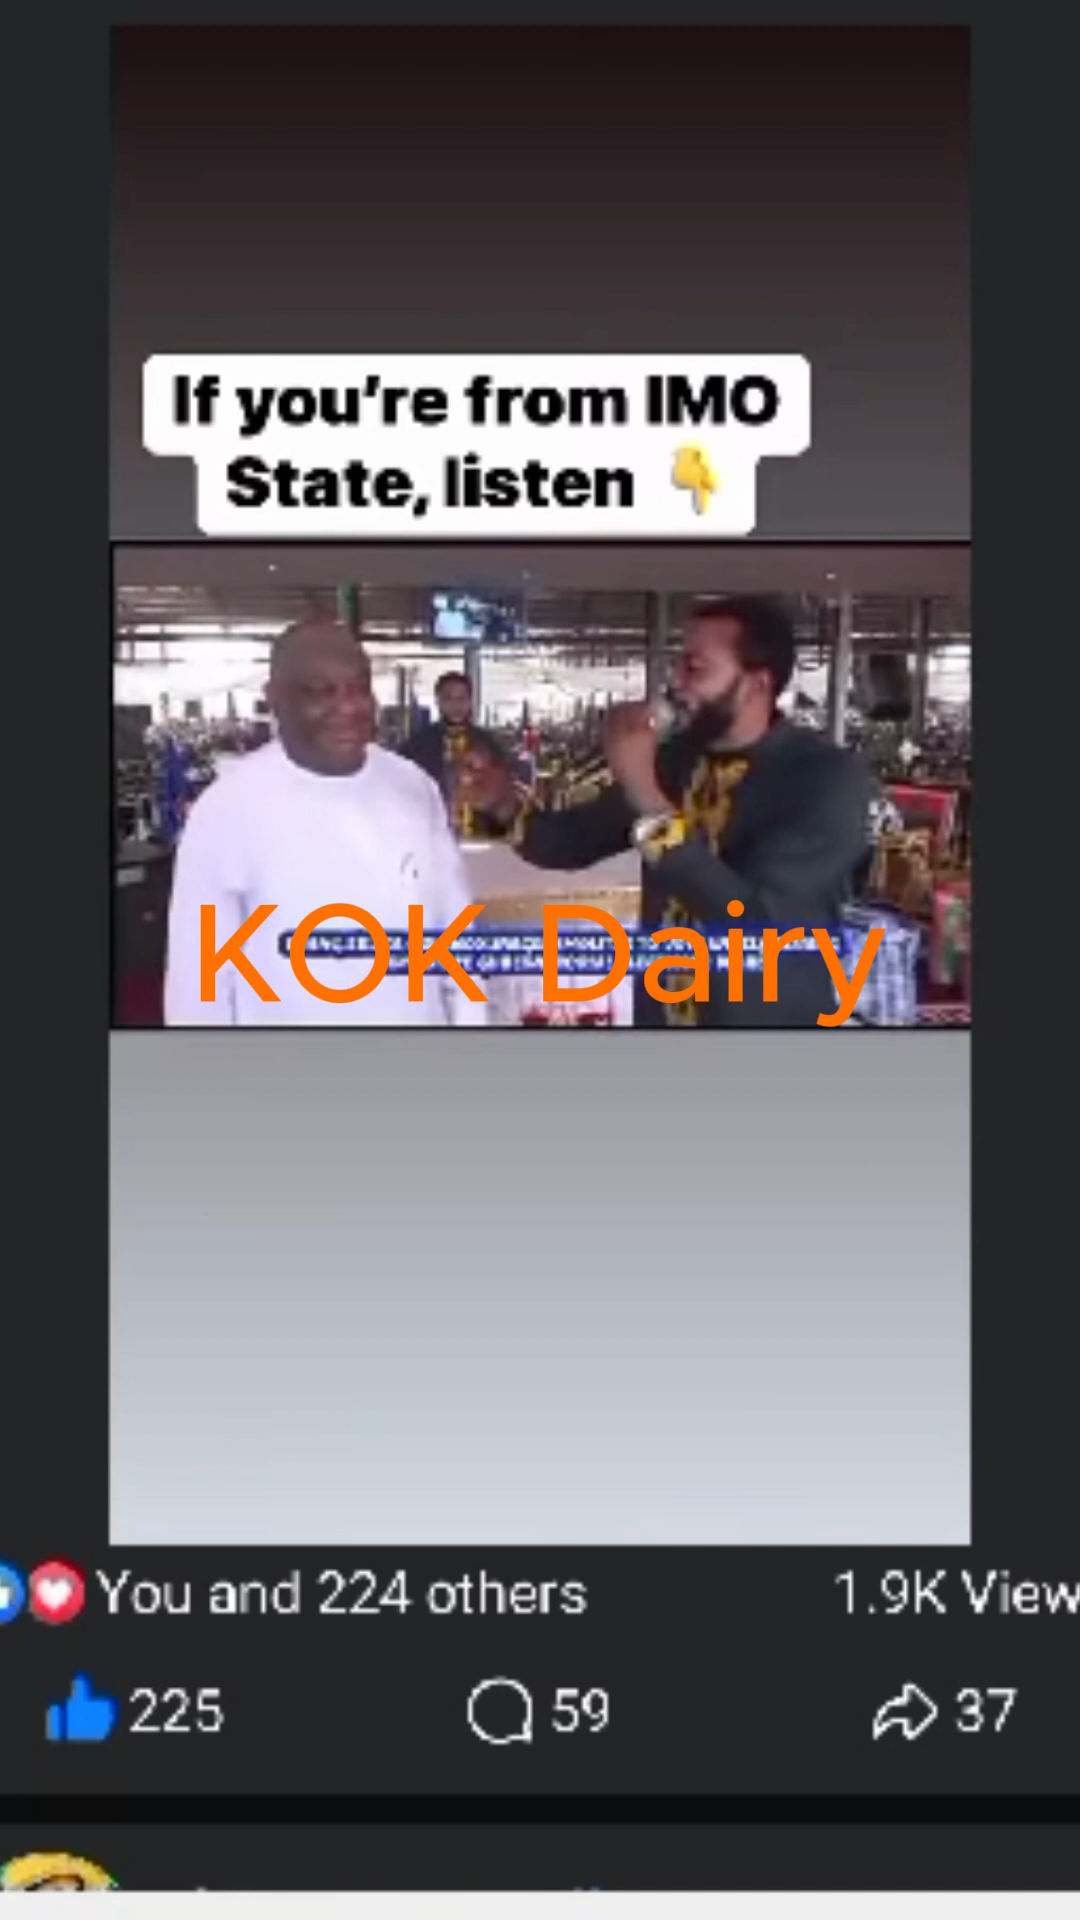 If you're from IMO
State, listen 👇
KOK Dairy
You and 224 others
1.9K View
225
59
37